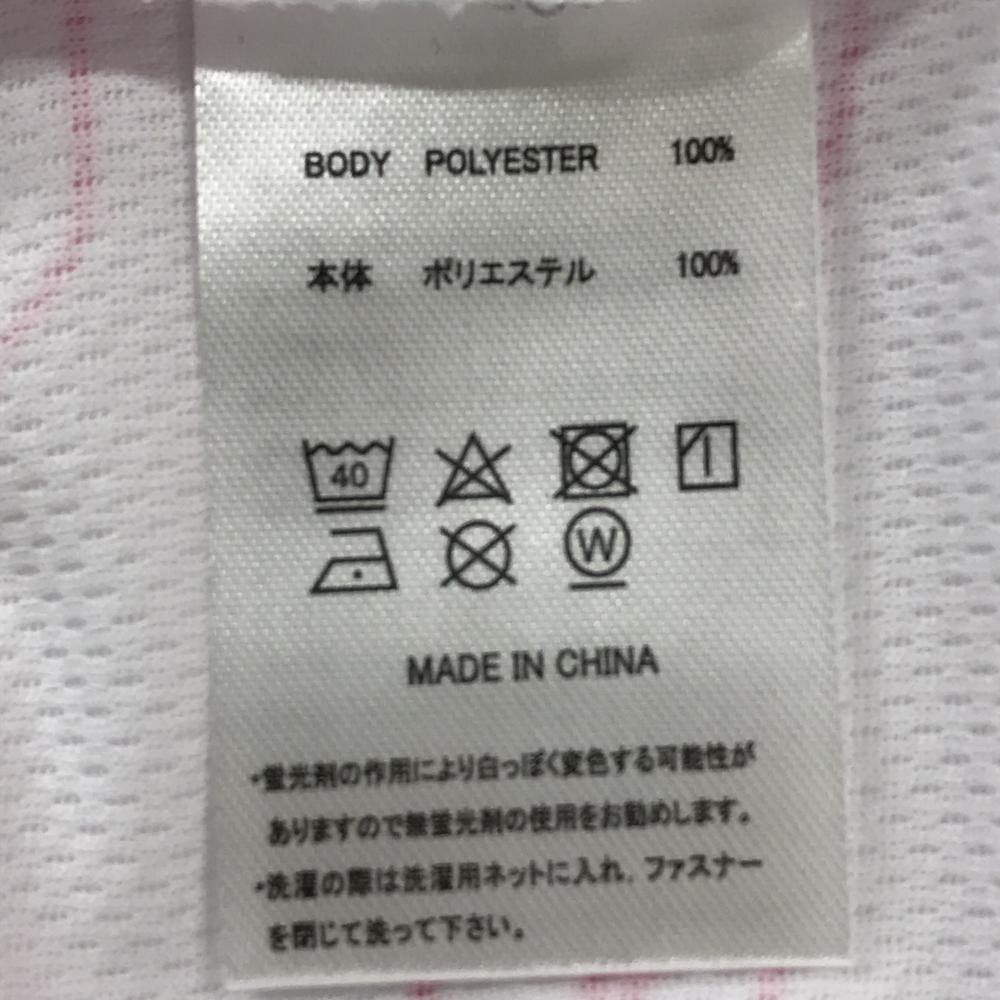 BODY POLYESTER 100%
本体 ポリエステル 100%
40
W
MADE IN CHINA
・蛍光剤の作用により白っぽく変色する可能性が
ありますので無蛍光剤の使用をお勧めします。
・洗濯の際は洗濯用ネットに入れ、ファスナー
を閉じて洗って下さい。